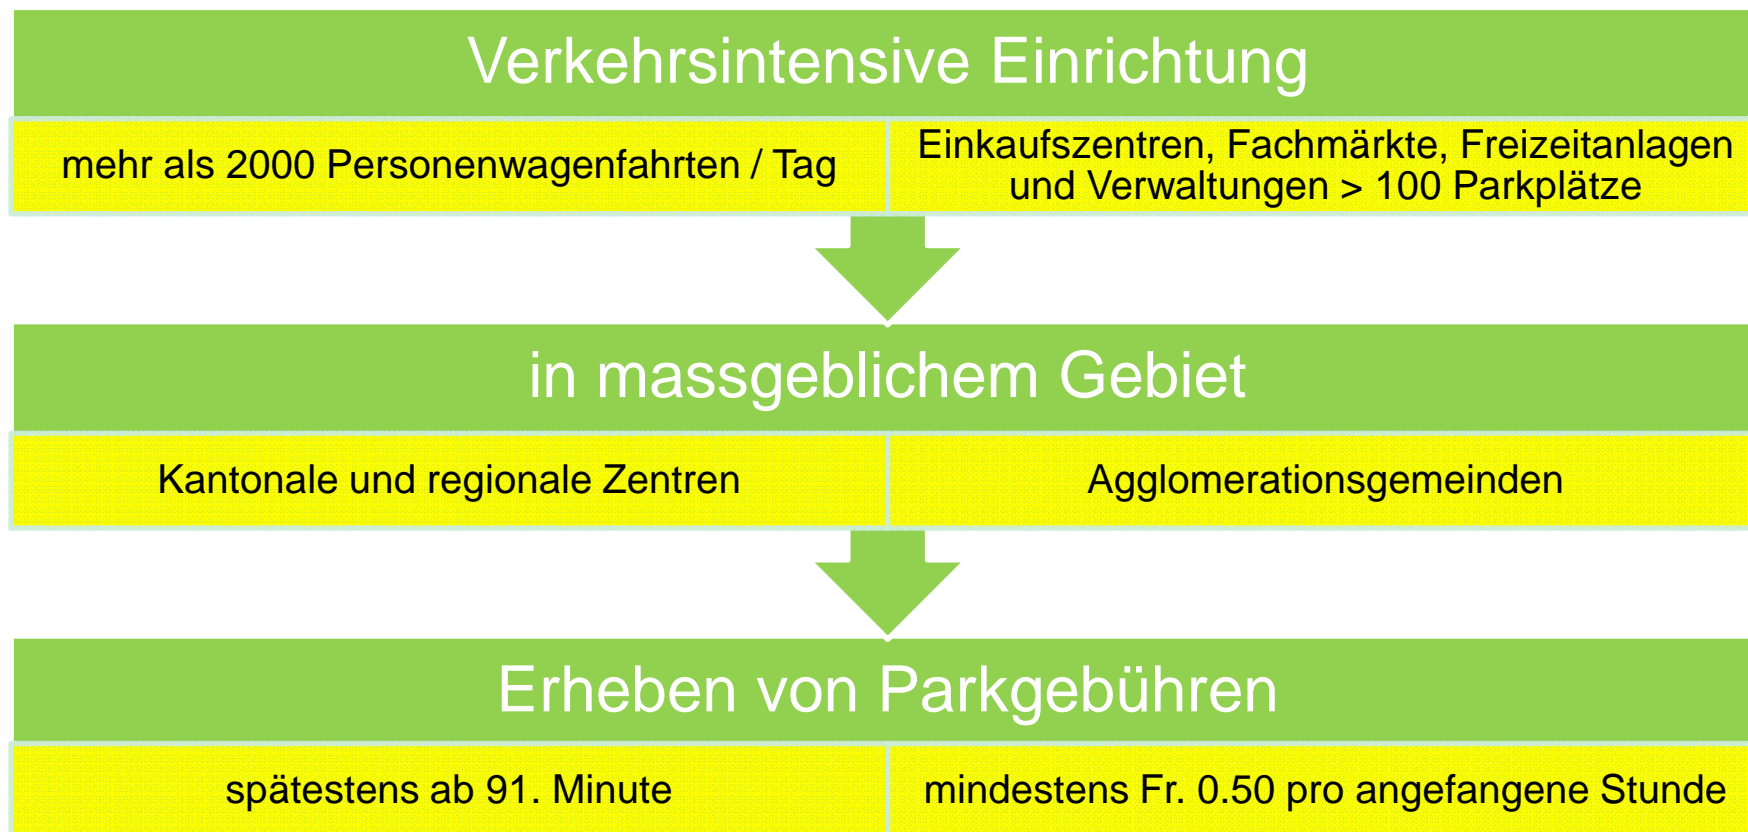 Verkehrsintensive Einrichtung
mehr als 2000 Personenwagenfahrten / Tag
Einkaufszentren, Fachmärkte, Freizeitanlagen
und Verwaltungen > 100 Parkplätze
in massgeblichem Gebiet
Kantonale und regionale Zentren
Agglomerationsgemeinden
Erheben von Parkgebühren
spätestens ab 91. Minute
mindestens Fr. 0.50 pro angefangene Stunde